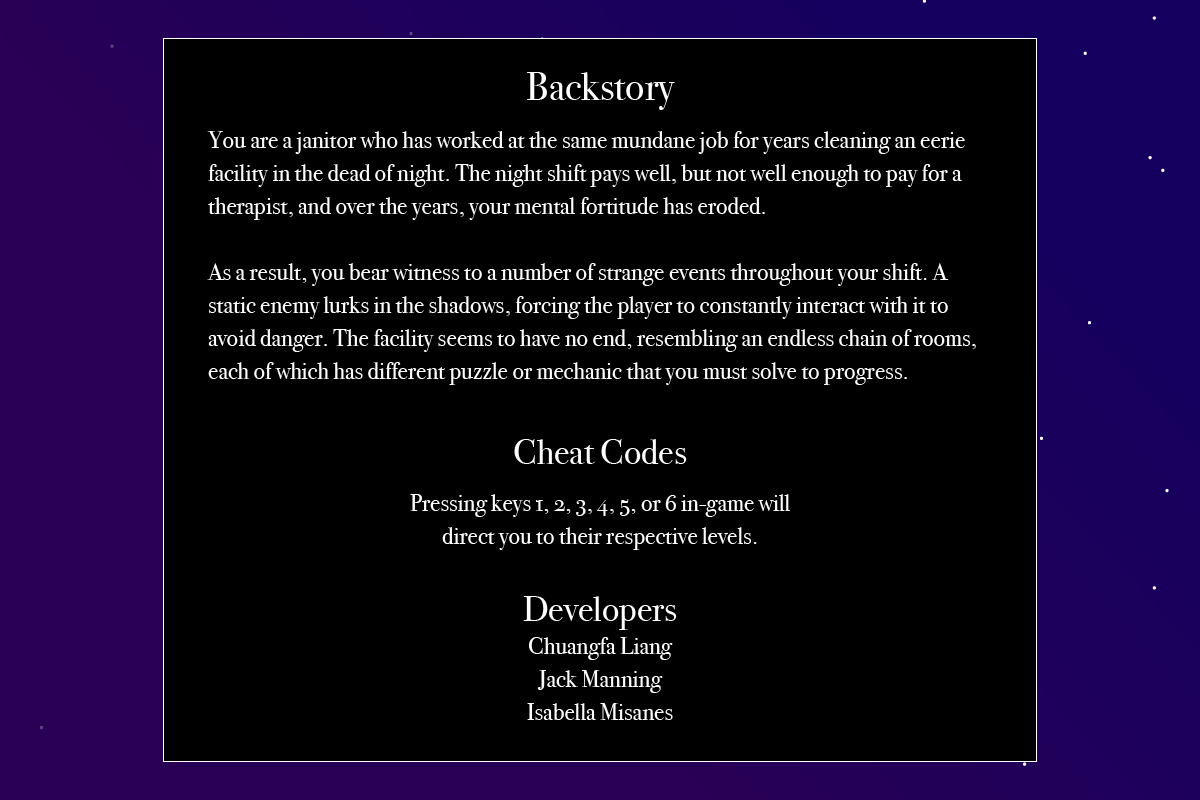 Backstory
You are a janitor who has worked at the same mundane job for years cleaning an eerie
facility in the dead of night. The night shift pays well, but not well enough to pay for a
therapist, and over the years, your mental fortitude has eroded.
As a result, you bear witness to a number of strange events throughout your shift. A
static enemy lurks in the shadows, forcing the player to constantly interact with it to
avoid danger. The facility seems to have no end, resembling an endless chain of rooms,
each of which has different puzzle or mechanic that you must solve to progress.
Cheat Codes
Pressing keys 1, 2, 3, 4, 5, or 6 in-game will
direct you to their respective levels.
Developers
Chuangfa Liang
Jack Manning
Isabella Misanes